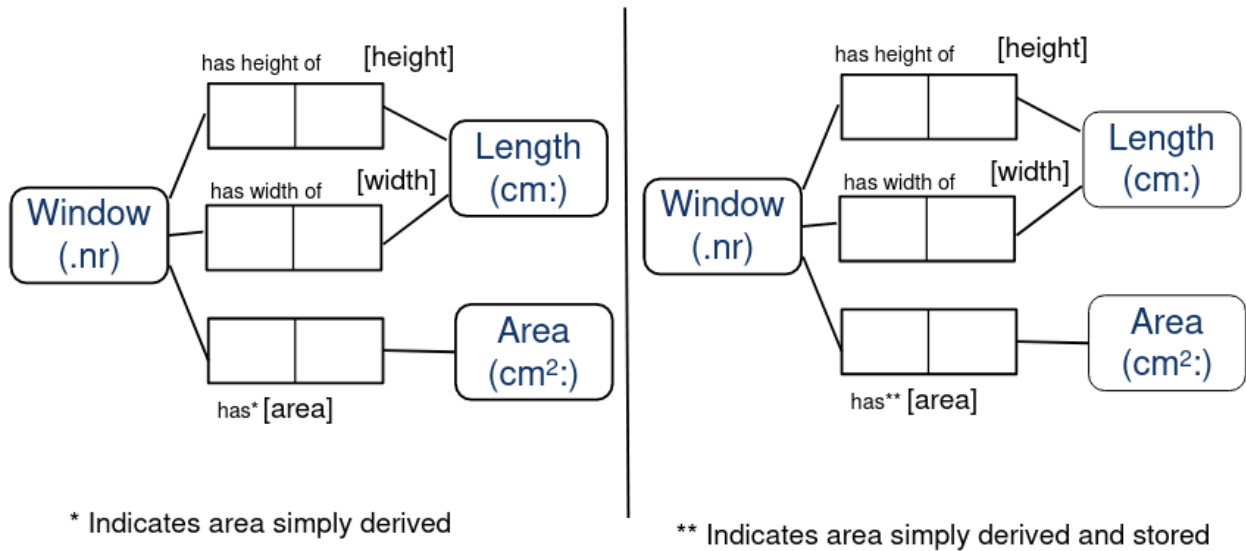 has height of
[height]
Length
(cm:)
has width of
[width]
Window
(.nr)
Area
(cm²:)
has* [area]
* Indicates area simply derived
has height of
[height]
Length
(cm:)
has width of
[width]
Window
(.nr)
Area
(cm²:)
has** [area]
** Indicates area simply derived and stored